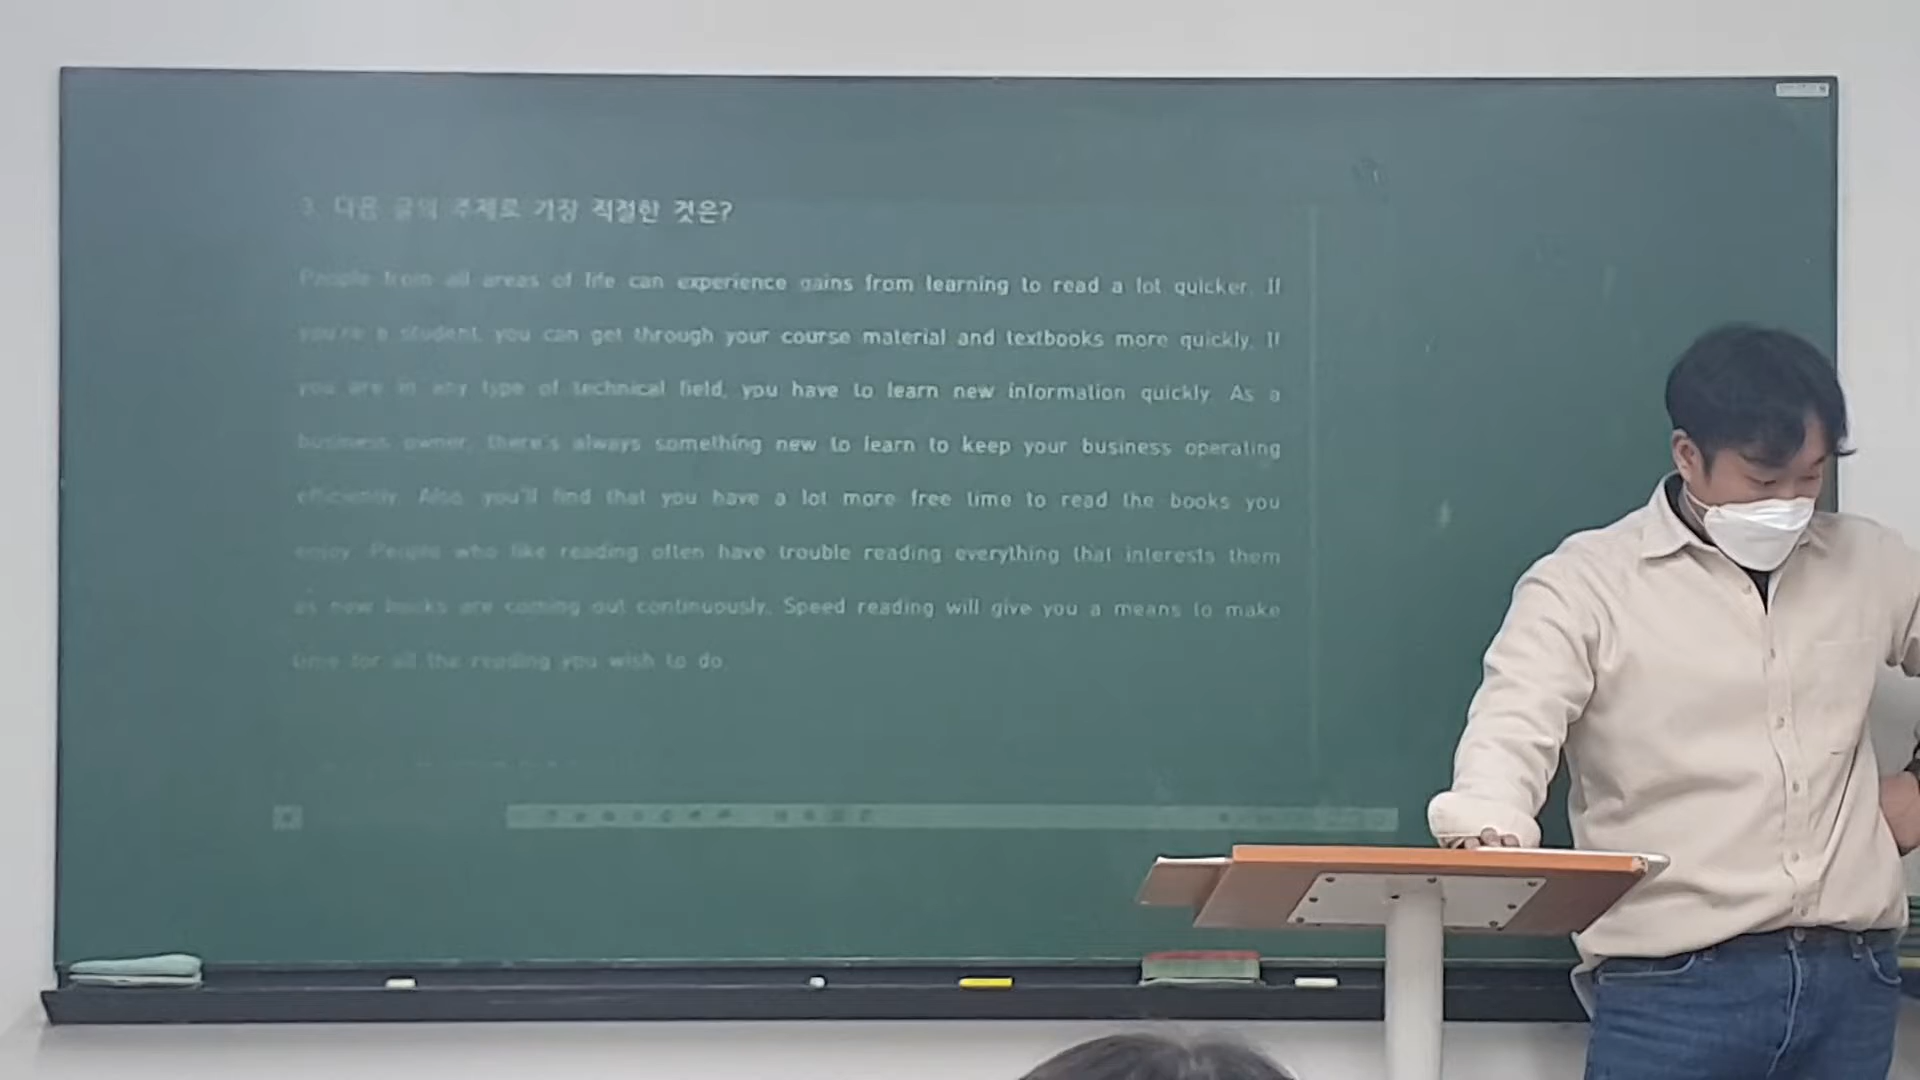 3. 다음 글의 주제로 가장 적절한 것은?
People from all areas of life can experience gains from learning to read a lot quicker. If
you're a student, you can get through your course material and textbooks more quickly. If
you are in any type of technical field, you have to learn new information quickly. As a
business owner, there's always something new to learn to keep your business operating
efficiently. Also, you'll find that you have a lot more free time to read the books you
enjoy. People who like reading often have trouble reading everything that interests them
as new books are coming out continuously. Speed reading will give you a means to make
time for all the reading you wish to do.